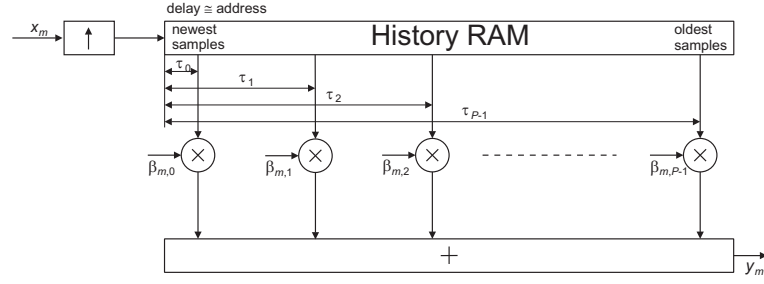 delay ≅ address
x_m
↑
newest
samples
History RAM
oldest
samples
τ_0
τ_1
τ_2
τ_{P-1}
× × × ×
β_{m,0} β_{m,1} β_{m,2} β_{m,P-1}
+
y_m